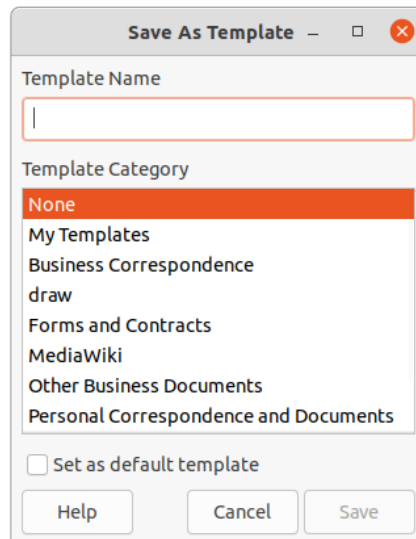 Save As Template
Template Name
Template Category
None
My Templates
Business Correspondence
draw
Forms and Contracts
MediaWiki
Other Business Documents
Personal Correspondence and Documents
Set as default template
Help Cancel Save